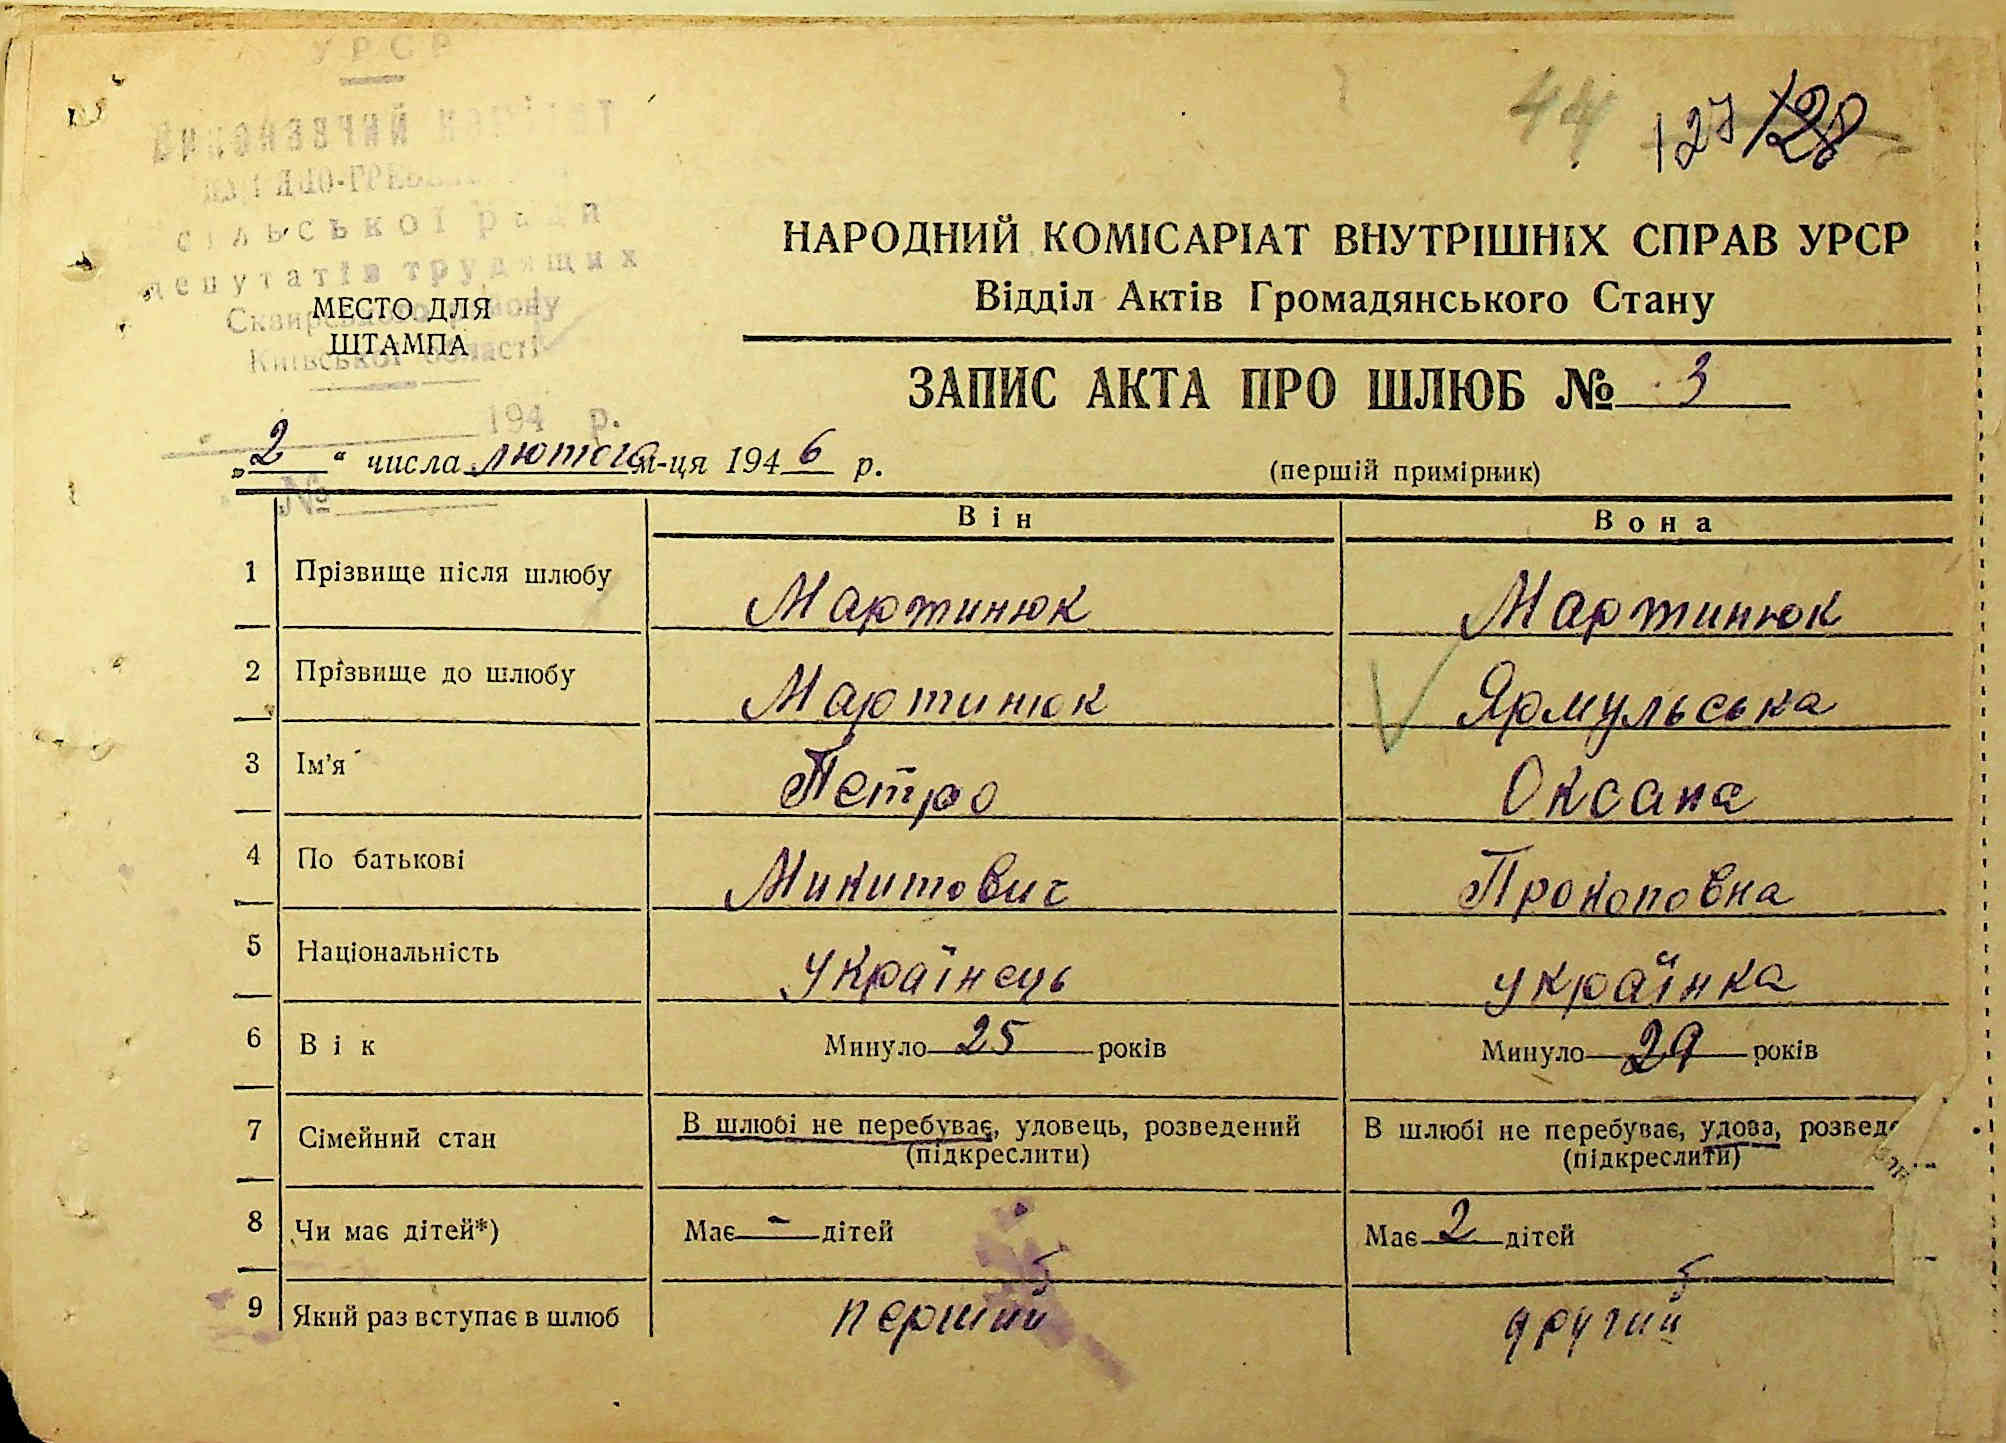 УРСР
44
127 128
Виконавчий комітет
сільської ради
депутатів трудящих
Сквирського району
Київської області
МЕСТО ДЛЯ
ШТАМПА
194 р.
№
НАРОДНИЙ КОМІСАРІАТ ВНУТРІШНІХ СПРАВ УРСР
Відділ Актів Громадянського Стану
ЗАПИС АКТА ПРО ШЛЮБ № 3
„2“ числа лютого м-ця 1946 р.
(першій примірник)
Він Вона
1 Прізвище після шлюбу Мартинюк Мартинюк
2 Прізвище до шлюбу Мартинюк Ярмульська
3 Ім'я Петро Оксана
4 По батькові Микитович Прокоповна
5 Національність українець українка
6 Вік Минуло 25 років Минуло 29 років
7 Сімейний стан В шлюбі не перебуває, удовець, розведений В шлюбі не перебуває, удова, розвед
(підкреслити) (підкреслити)
8 Чи має дітей*) Має - дітей Має 2 дітей
9 Який раз вступає в шлюб перший другий